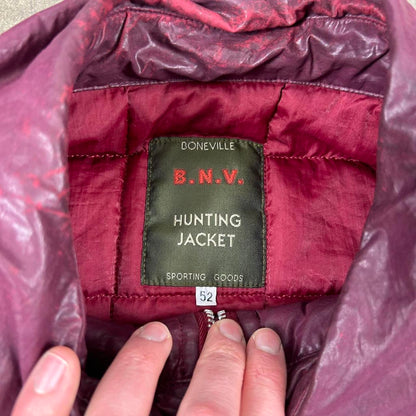 BONEVILLE
B.N.V.
HUNTING
JACKET
SPORTING GOODS
52